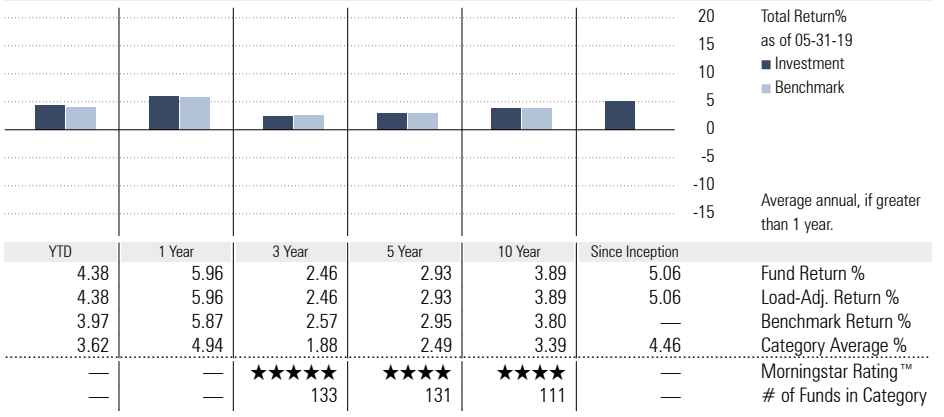 20
15
10
5
0
-5
-10
-15
Total Return%
as of 05-31-19
■ Investment
■ Benchmark
Average annual, if greater
than 1 year.
YTD 1 Year 3 Year 5 Year 10 Year Since Inception
4.38 5.96 2.46 2.93 3.89 5.06 Fund Return %
4.38 5.96 2.46 2.93 3.89 5.06 Load-Adj. Return %
3.97 5.87 2.57 2.95 3.80 — Benchmark Return %
3.62 4.94 1.88 2.49 3.39 4.46 Category Average %
— — ★★★★★ ★★★★ ★★★★ — Morningstar Rating™
— — 133 131 111 — # of Funds in Category